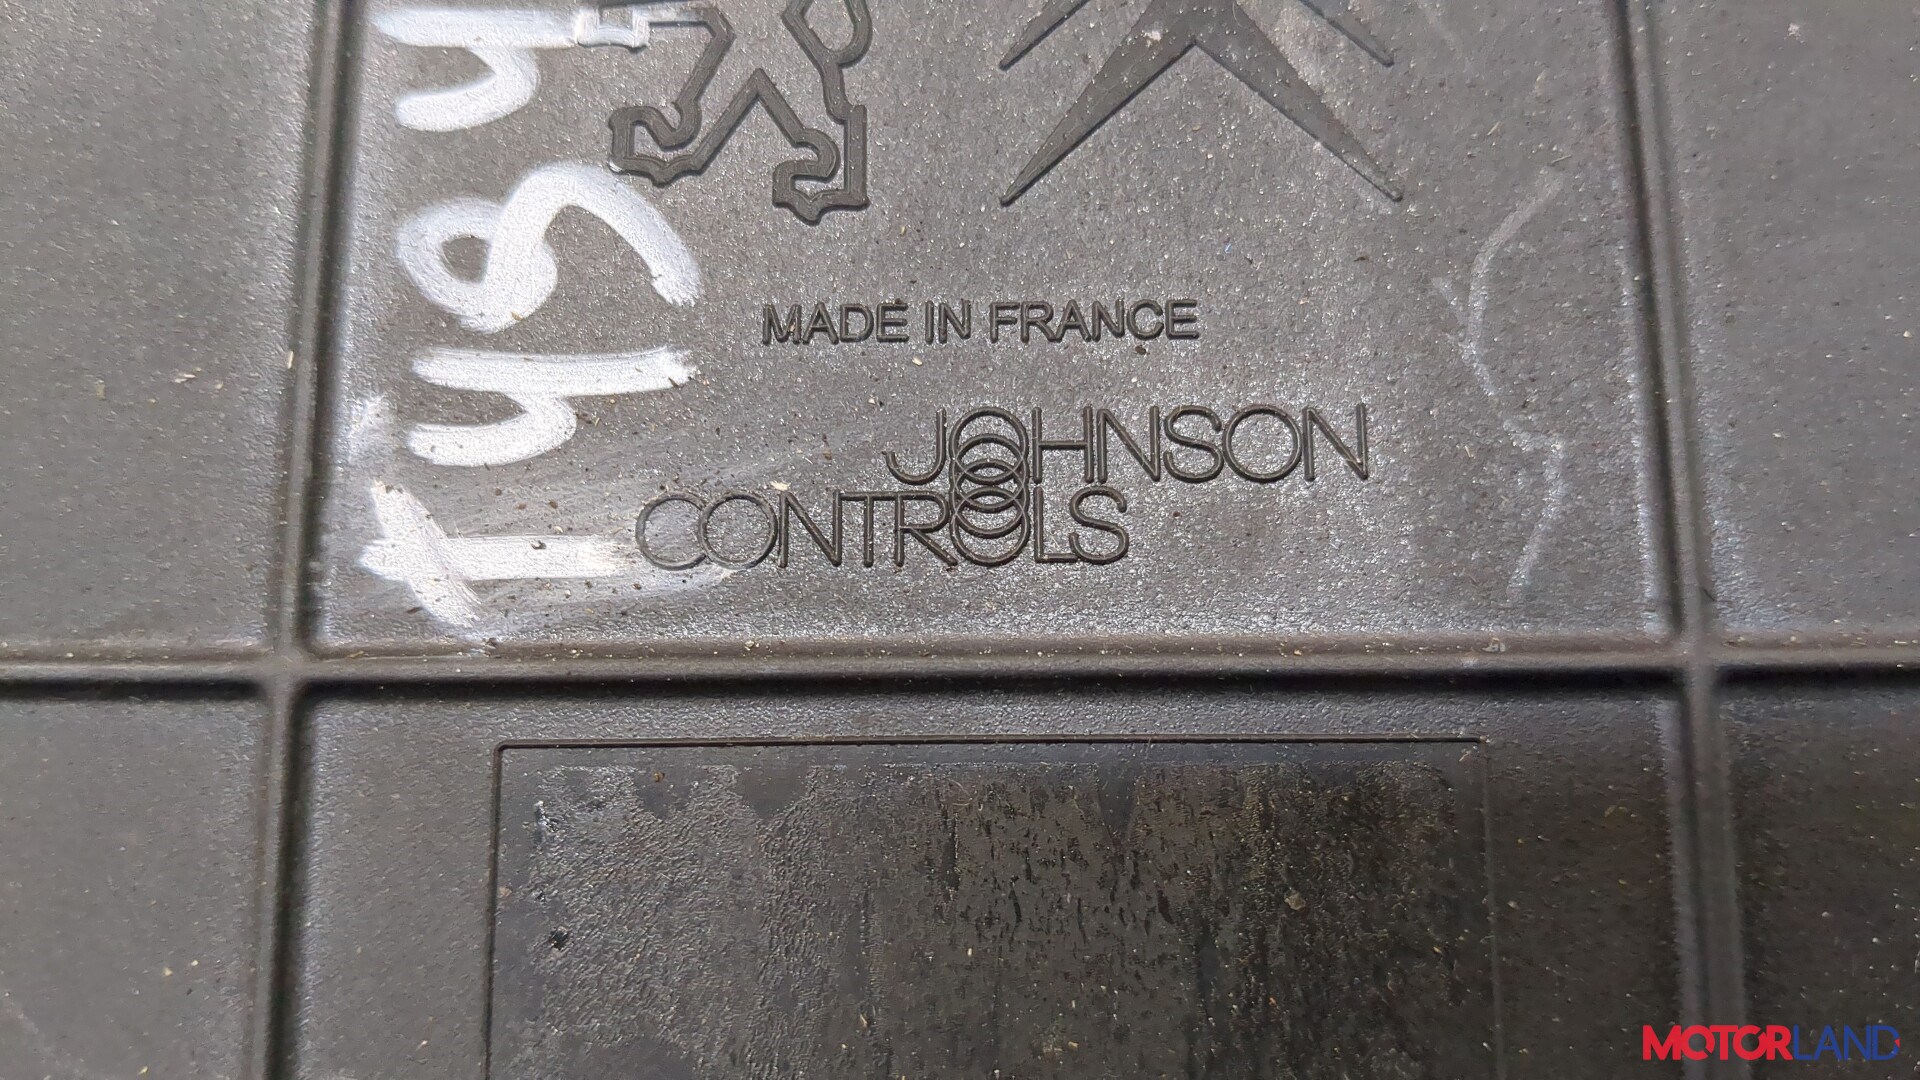 MADE IN FRANCE
JOHNSON
CONTROLS
MOTORLAND